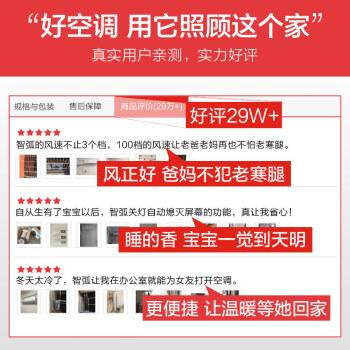 “好空调 用它照顾这个家”
真实用户亲测，实力好评
规格与包装 售后保障 商品评价(29万+)
好评29W+
智弧的风速不止3个档，100档的风速让老爸老妈再也不怕老寒腿。
风正好 爸妈不犯老寒腿
自从生有了宝宝以后，智弧关灯自动熄灭屏幕的功能，真让我省心！
睡的香 宝宝一觉到天明
冬天太冷了，智弧让我在办公室就能为女友打开空调。
更便捷 让温暖等她回家